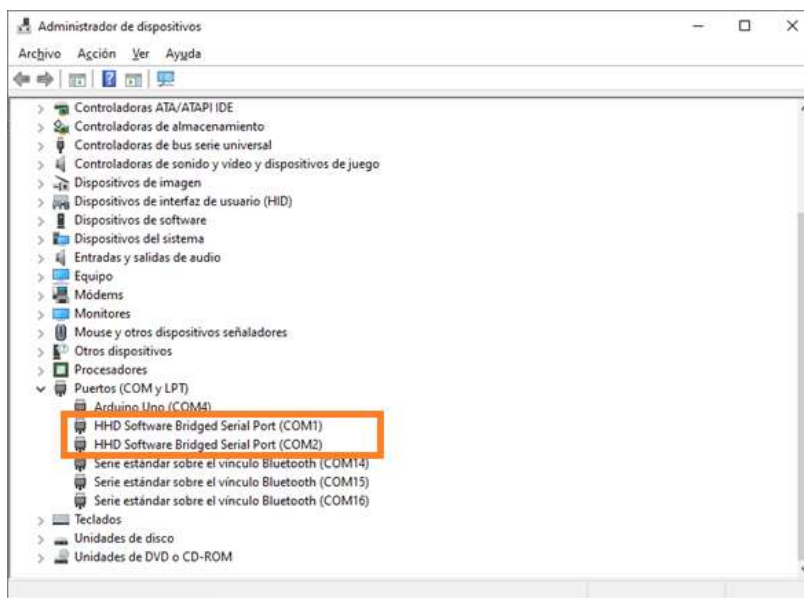 Administrador de dispositivos
Archivo Acción Ver Ayuda
Controladoras ATA/ATAPI IDE
Controladoras de almacenamiento
Controladoras de bus serie universal
Controladoras de sonido y vídeo y dispositivos de juego
Dispositivos de imagen
Dispositivos de interfaz de usuario (HID)
Dispositivos de software
Dispositivos del sistema
Entradas y salidas de audio
Equipo
Módems
Monitores
Mouse y otros dispositivos señaladores
Otros dispositivos
Procesadores
Puertos (COM y LPT)
Arduino Uno (COM4)
HHD Software Bridged Serial Port (COM1)
HHD Software Bridged Serial Port (COM2)
Serie estándar sobre el vínculo Bluetooth (COM14)
Serie estándar sobre el vínculo Bluetooth (COM15)
Serie estándar sobre el vínculo Bluetooth (COM16)
Teclados
Unidades de disco
Unidades de DVD o CD-ROM